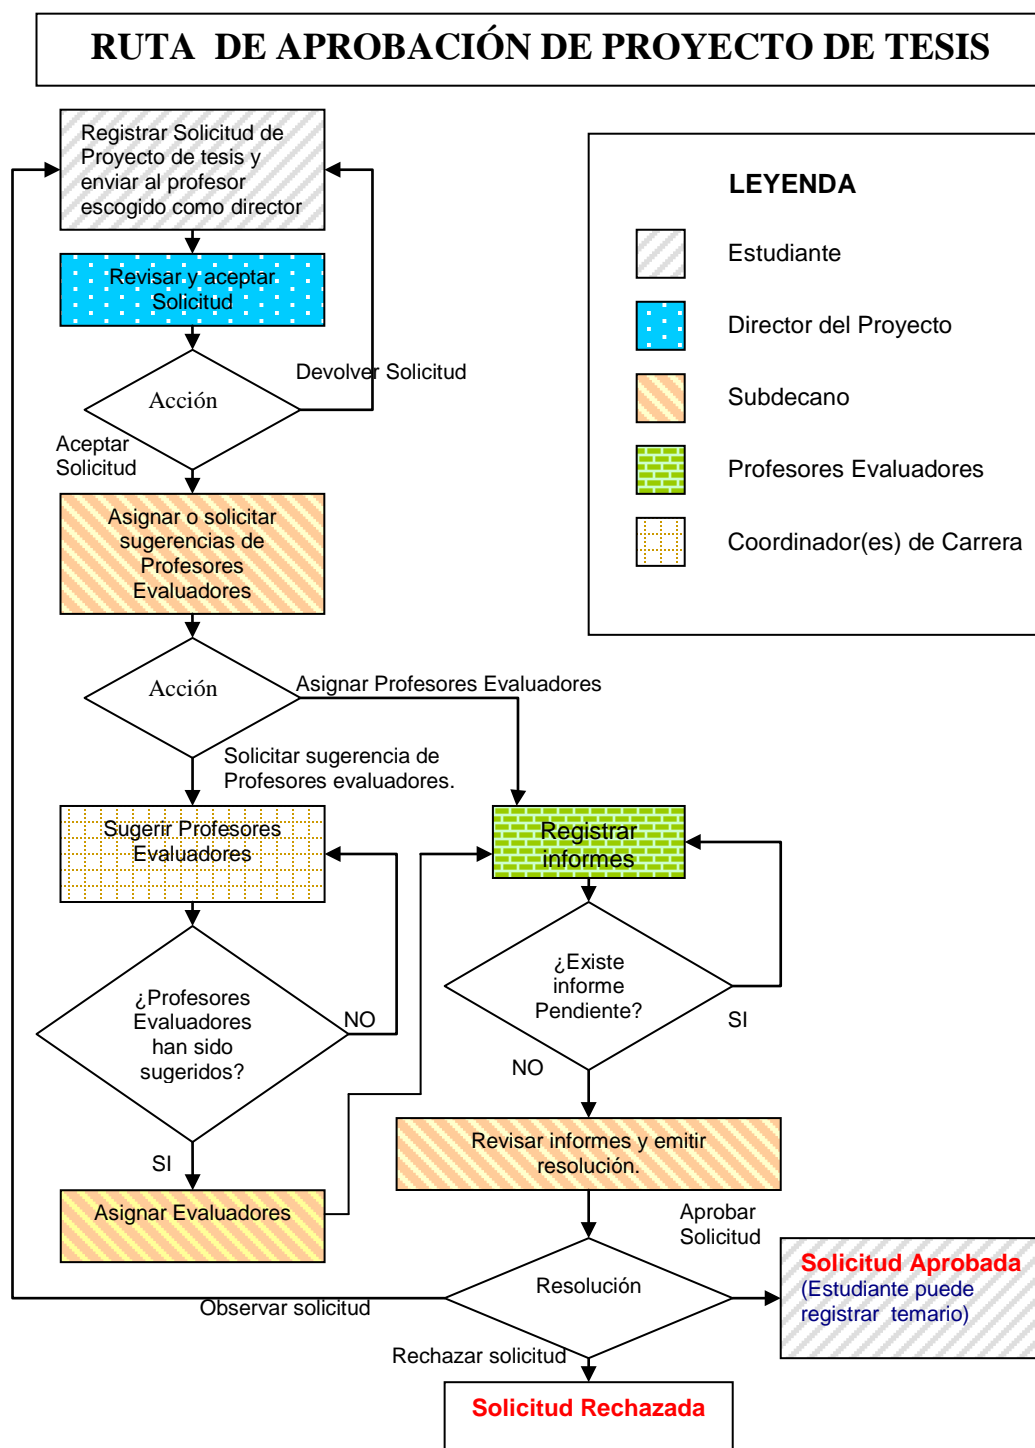 RUTA DE APROBACIÓN DE PROYECTO DE TESIS
Registrar Solicitud de
Proyecto de tesis y
enviar al profesor
escogido como director
Revisar y aceptar
Solicitud
Acción
Devolver Solicitud
Aceptar
Solicitud
Asignar o solicitar
sugerencias de
Profesores
Evaluadores
Acción
Asignar Profesores Evaluadores
Solicitar sugerencia de
Profesores evaluadores.
Sugerir Profesores
Evaluadores
¿Profesores
Evaluadores
han sido
sugeridos?
NO
SI
Asignar Evaluadores
Registrar
informes
¿Existe
informe
Pendiente?
SI
NO
Revisar informes y emitir
resolución.
Aprobar
Solicitud
Resolución
Observar solicitud
Rechazar solicitud
Solicitud Aprobada
(Estudiante puede
registrar temario)
Solicitud Rechazada
LEYENDA
Estudiante
Director del Proyecto
Subdecano
Profesores Evaluadores
Coordinador(es) de Carrera